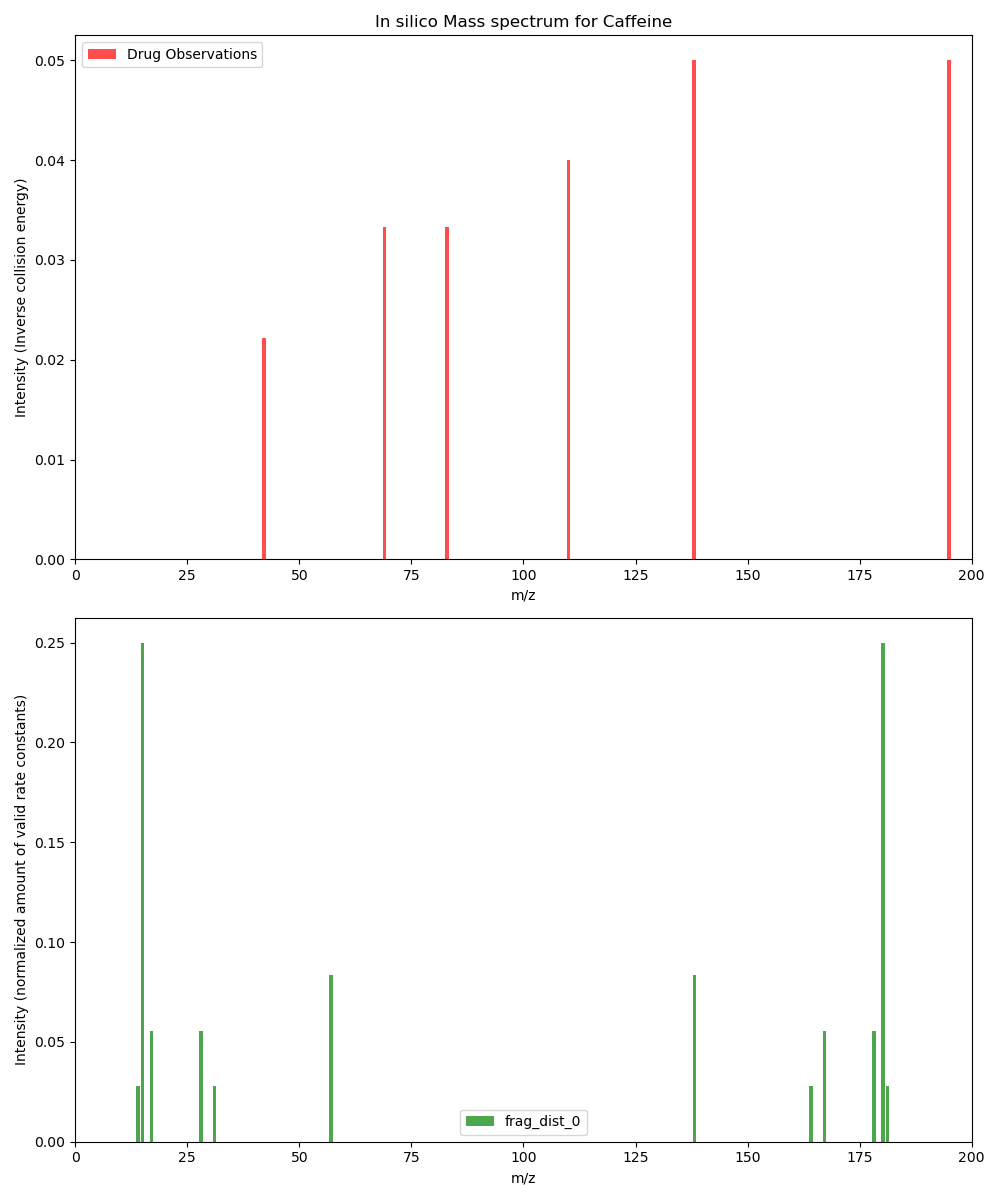 In silico Mass spectrum for Caffeine
Drug Observations
Intensity (Inverse collision energy)
0.05
0.04
0.03
0.02
0.01
0.00
0 25 50 75 100 125 150 175 200
m/z
Intensity (normalized amount of valid rate constants)
0.25
0.20
0.15
0.10
0.05
0.00
frag_dist_0
0 25 50 75 100 125 150 175 200
m/z